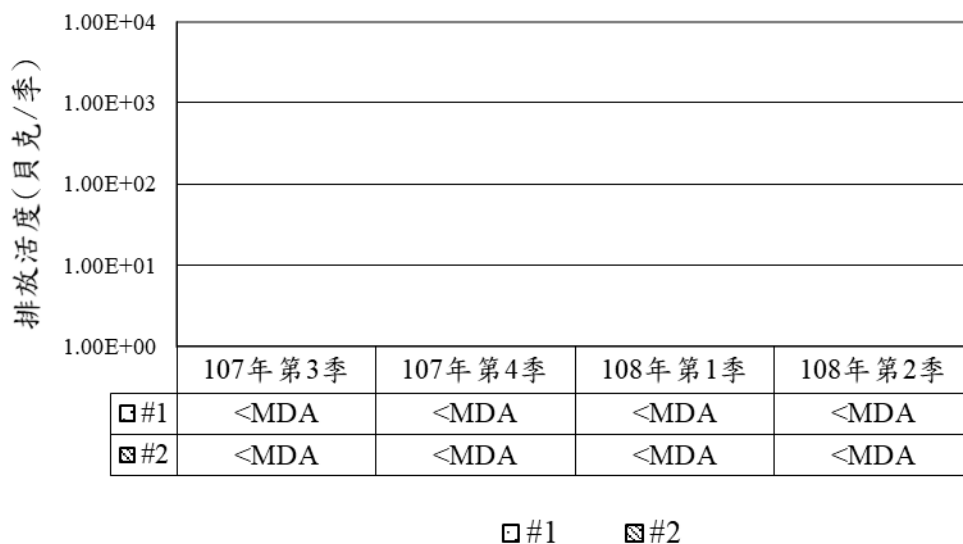 1.00E+04
1.00E+03
1.00E+02
1.00E+01
1.00E+00
排放活度(貝克/季)
107年第3季 107年第4季 108年第1季 108年第2季
#1 <MDA <MDA <MDA <MDA
#2 <MDA <MDA <MDA <MDA
#1 #2